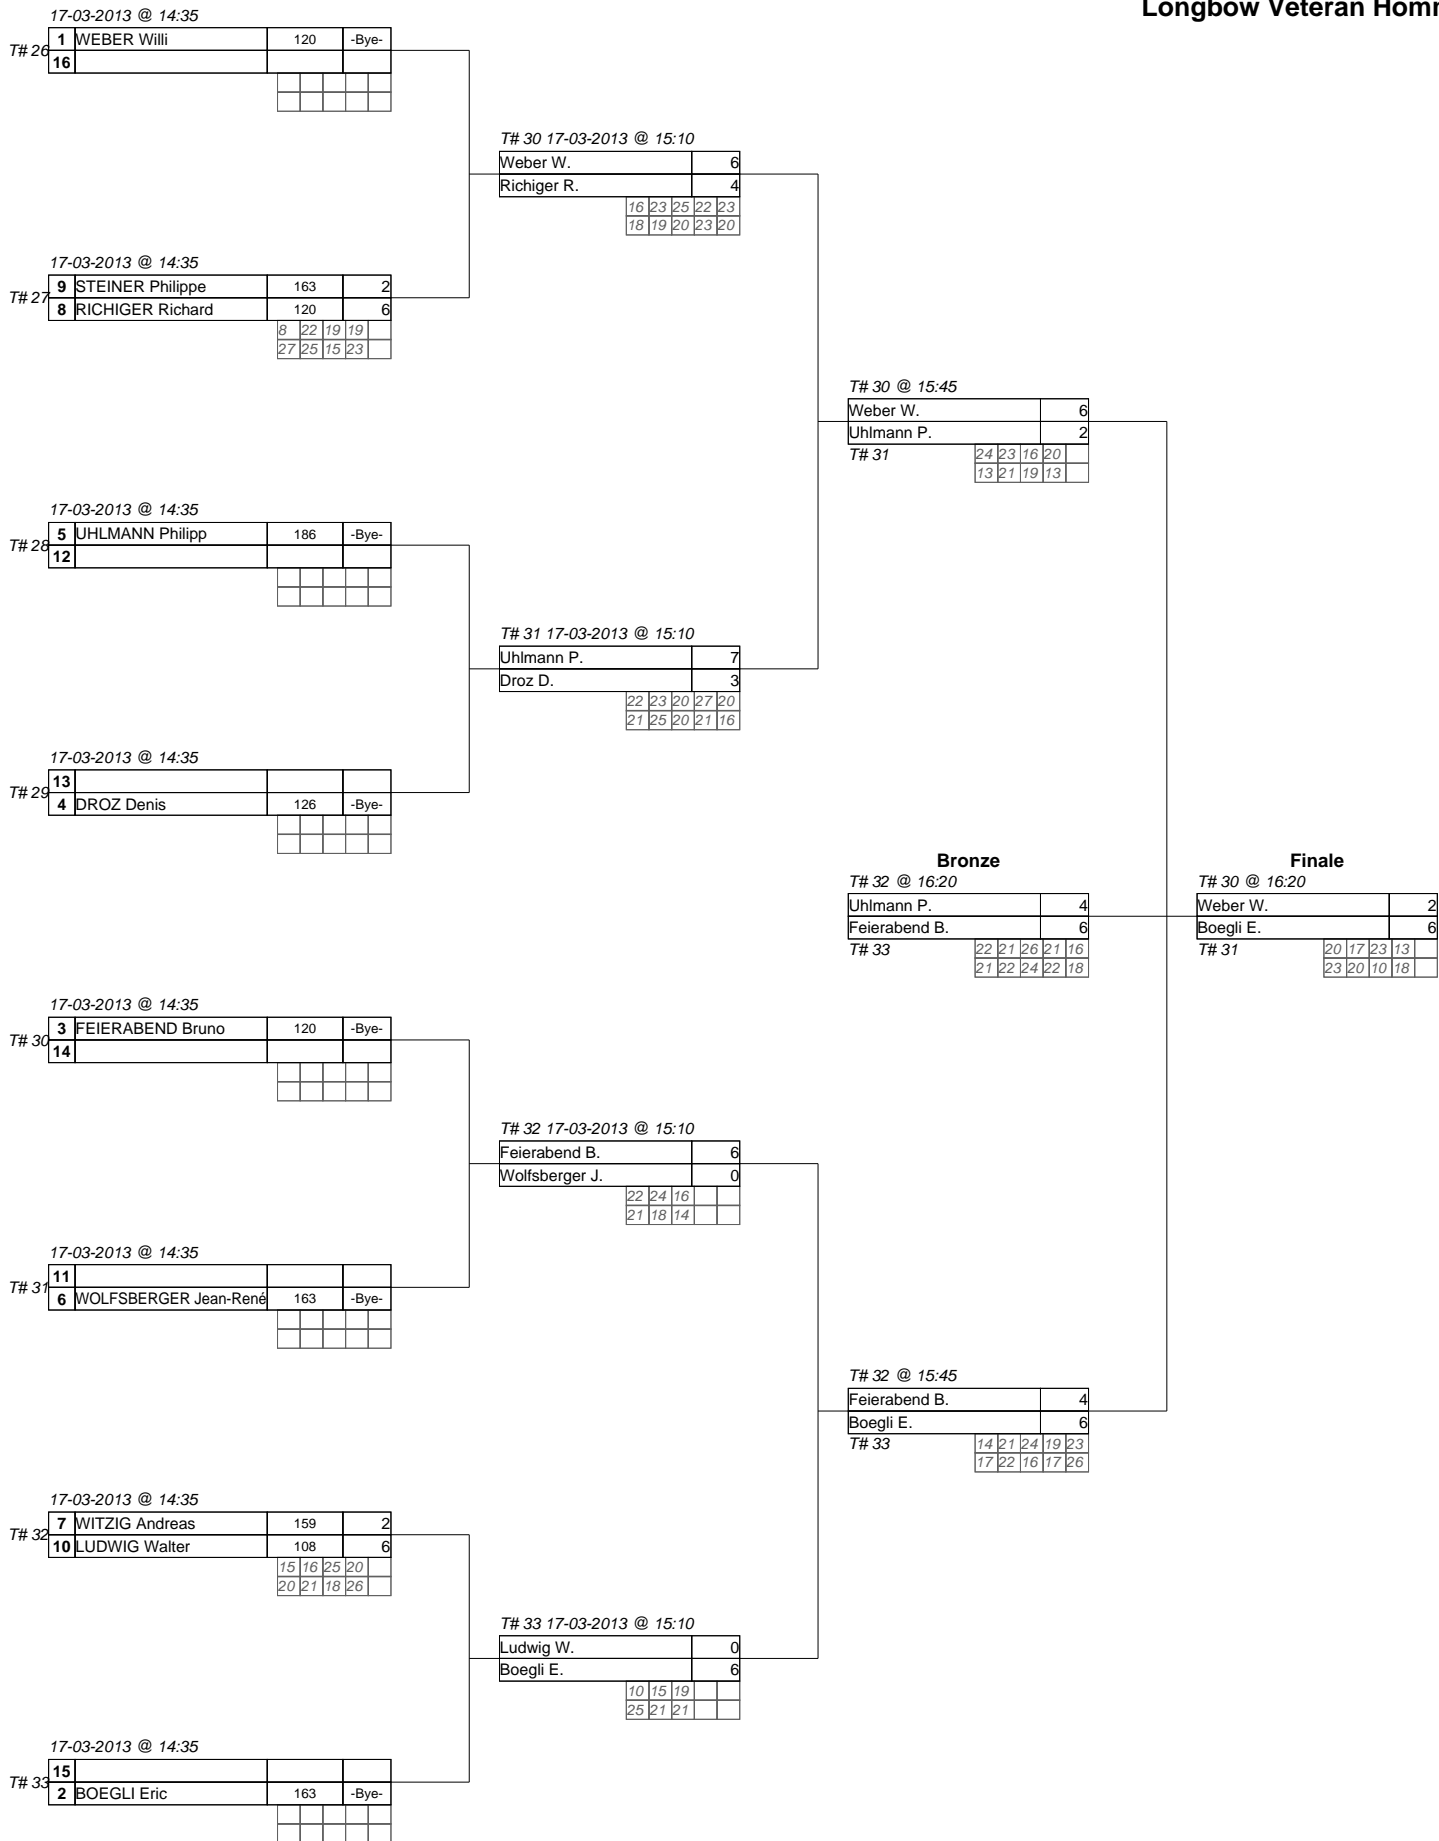 Longbow Veteran Homm
17-03-2013 @ 14:35
T# 26
1 WEBER Willi 120 -Bye-
16
T# 30 17-03-2013 @ 15:10
Weber W. 6
Richiger R. 4
16 23 25 22 23
18 19 20 23 20
17-03-2013 @ 14:35
T# 27
9 STEINER Philippe 163 2
8 RICHIGER Richard 120 6
8 22 19 19
27 25 15 23
T# 30 @ 15:45
Weber W. 6
Uhlmann P. 2
T# 31 24 23 16 20
13 21 19 13
17-03-2013 @ 14:35
T# 28
5 UHLMANN Philipp 186 -Bye-
12
T# 31 17-03-2013 @ 15:10
Uhlmann P. 7
Droz D. 3
22 23 20 27 20
21 25 20 21 16
17-03-2013 @ 14:35
T# 29
13
4 DROZ Denis 126 -Bye-
Bronze
T# 32 @ 16:20
Uhlmann P. 4
Feierabend B. 6
T# 33 22 21 26 21 16
21 22 24 22 18
Finale
T# 30 @ 16:20
Weber W. 2
Boegli E. 6
T# 31 20 17 23 13
23 20 10 18
17-03-2013 @ 14:35
T# 30
3 FEIERABEND Bruno 120 -Bye-
14
T# 32 17-03-2013 @ 15:10
Feierabend B. 6
Wolfsberger J. 0
22 24 16
21 18 14
17-03-2013 @ 14:35
T# 31
11
6 WOLFSBERGER Jean-René 163 -Bye-
T# 32 @ 15:45
Feierabend B. 4
Boegli E. 6
T# 33 14 21 24 19 23
17 22 16 17 26
17-03-2013 @ 14:35
T# 32
7 WITZIG Andreas 159 2
10 LUDWIG Walter 108 6
15 16 25 20
20 21 18 26
T# 33 17-03-2013 @ 15:10
Ludwig W. 0
Boegli E. 6
10 15 19
25 21 21
17-03-2013 @ 14:35
T# 33
15
2 BOEGLI Eric 163 -Bye-